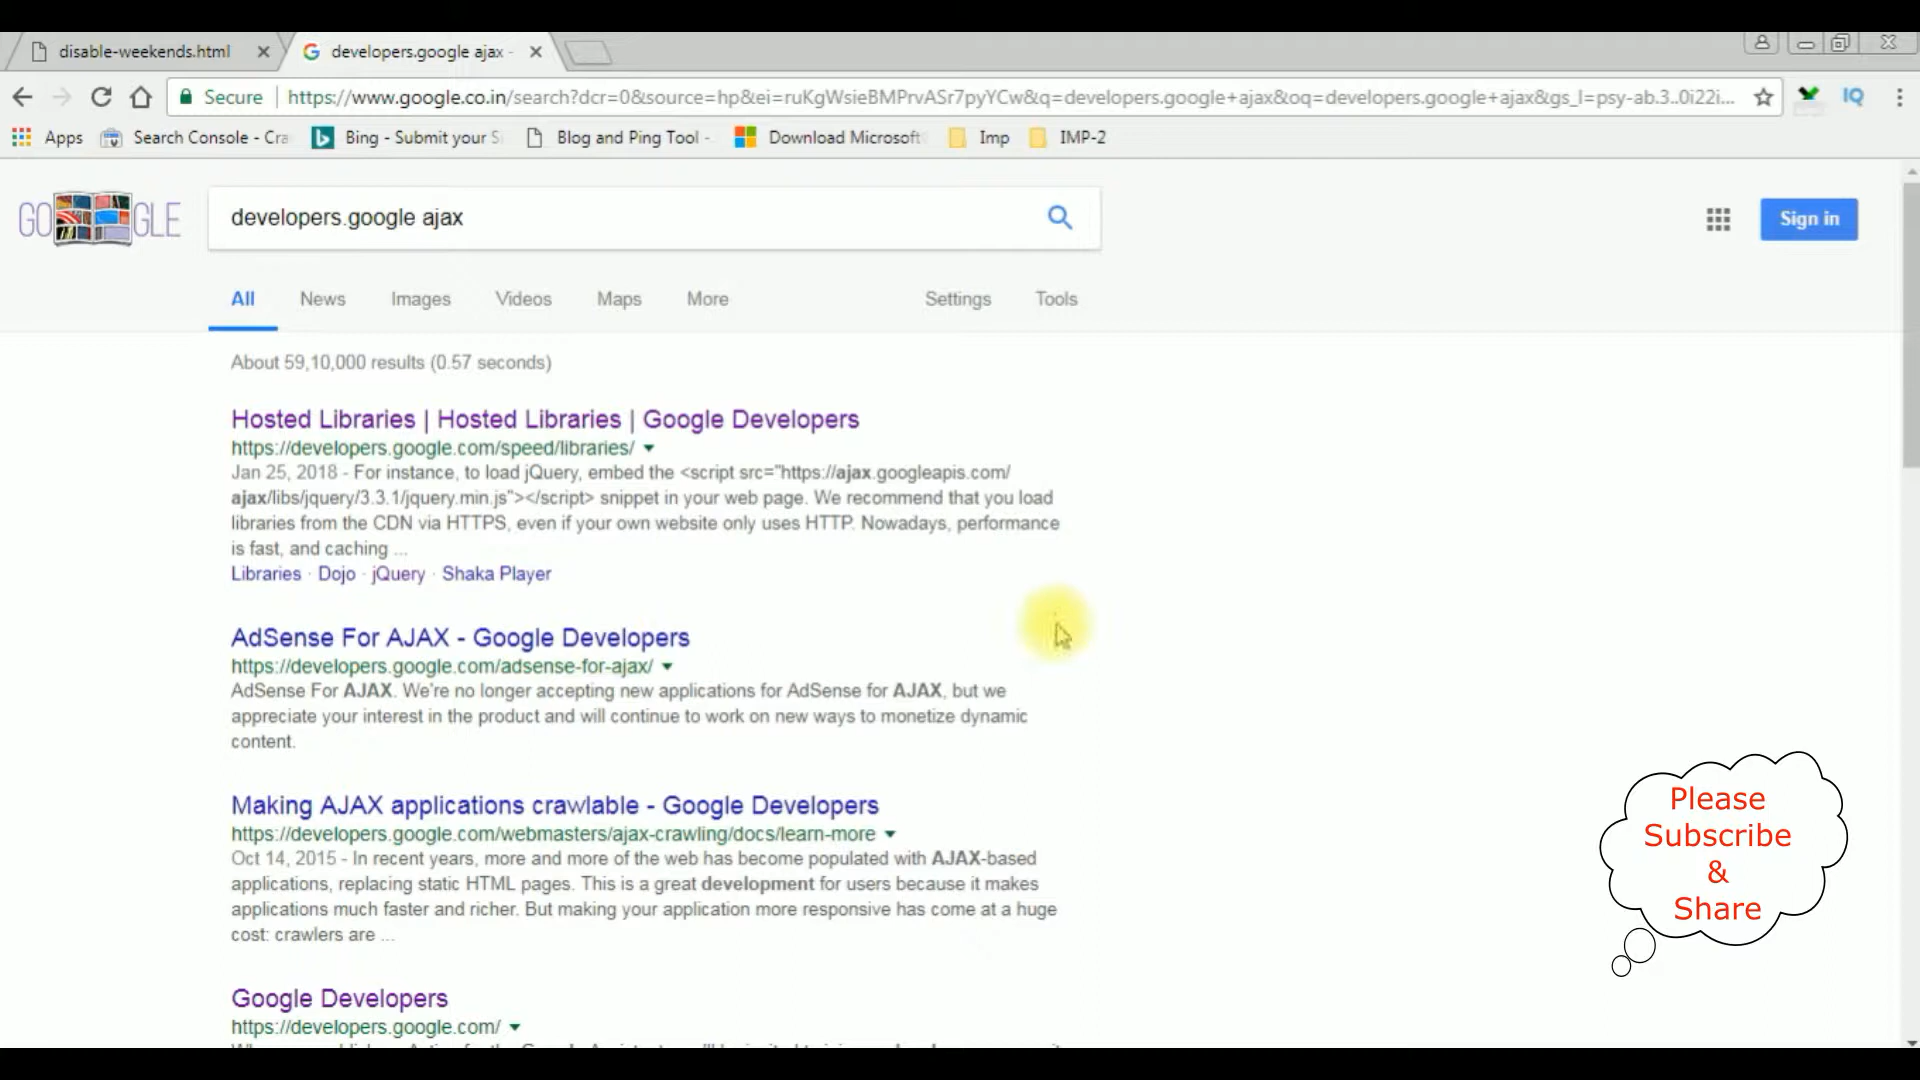 disable-weekends.html
developers.google ajax -
Secure https://www.google.co.in/search?dcr=0&source=hp&ei=ruKgWsieBMPrvASr7pyYCw&q=developers.google+ajax&oq=developers.google+ajax&gs_l=psy-ab.3..0i22i... IQ
Apps Search Console - Cra Bing - Submit your S Blog and Ping Tool - Download Microsoft Imp IMP-2
GOOGLE
developers.google ajax
Sign in
All News Images Videos Maps More Settings Tools
About 59,10,000 results (0.57 seconds)
Hosted Libraries | Hosted Libraries | Google Developers
https://developers.google.com/speed/libraries/
Jan 25, 2018 - For instance, to load jQuery, embed the <script src="https://ajax.googleapis.com/
ajax/libs/jquery/3.3.1/jquery.min.js"></script> snippet in your web page. We recommend that you load
libraries from the CDN via HTTPS, even if your own website only uses HTTP. Nowadays, performance
is fast, and caching ...
Libraries · Dojo · jQuery · Shaka Player
AdSense For AJAX - Google Developers
https://developers.google.com/adsense-for-ajax/
AdSense For AJAX. We're no longer accepting new applications for AdSense for AJAX, but we
appreciate your interest in the product and will continue to work on new ways to monetize dynamic
content.
Making AJAX applications crawlable - Google Developers
https://developers.google.com/webmasters/ajax-crawling/docs/learn-more
Oct 14, 2015 - In recent years, more and more of the web has become populated with AJAX-based
applications, replacing static HTML pages. This is a great development for users because it makes
applications much faster and richer. But making your application more responsive has come at a huge
cost: crawlers are ...
Google Developers
https://developers.google.com/
Please
Subscribe
&
Share